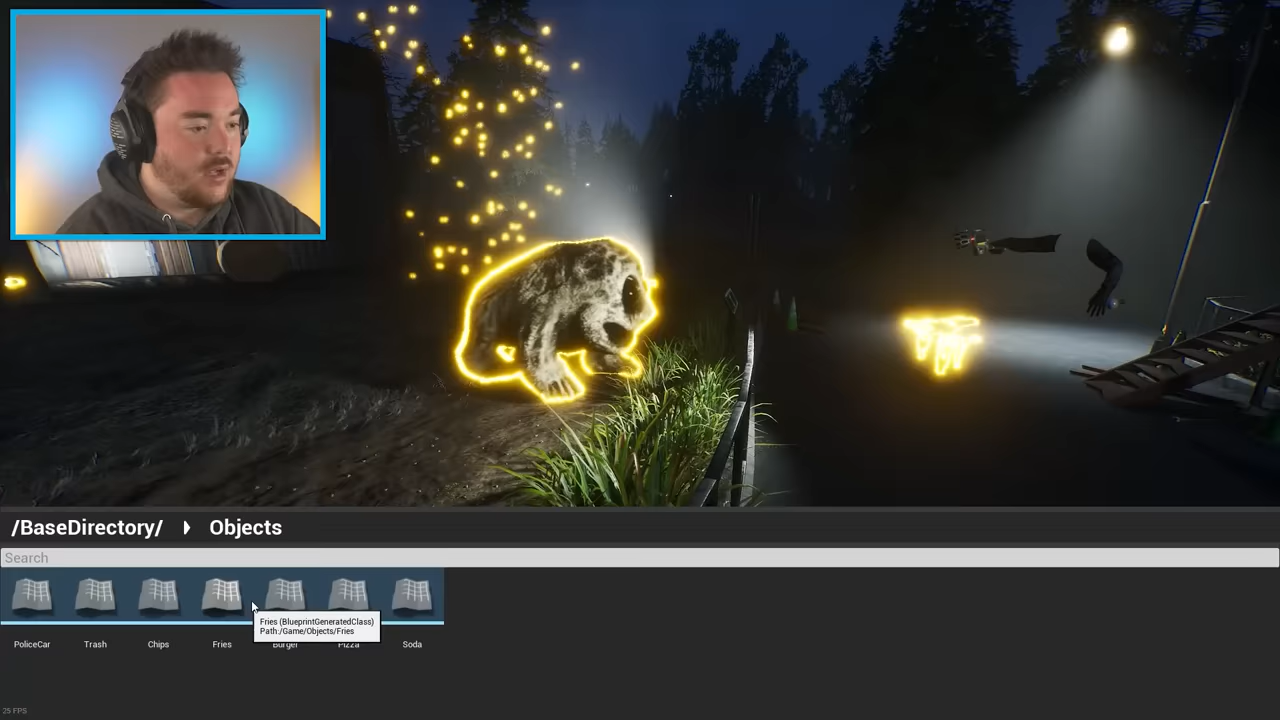 /BaseDirectory/ Objects
Search
Fries (BlueprintGeneratedClass)
Path:/Game/Objects/Fries
PoliceCar Trash Chips Fries Burger Pizza Soda
25 FPS